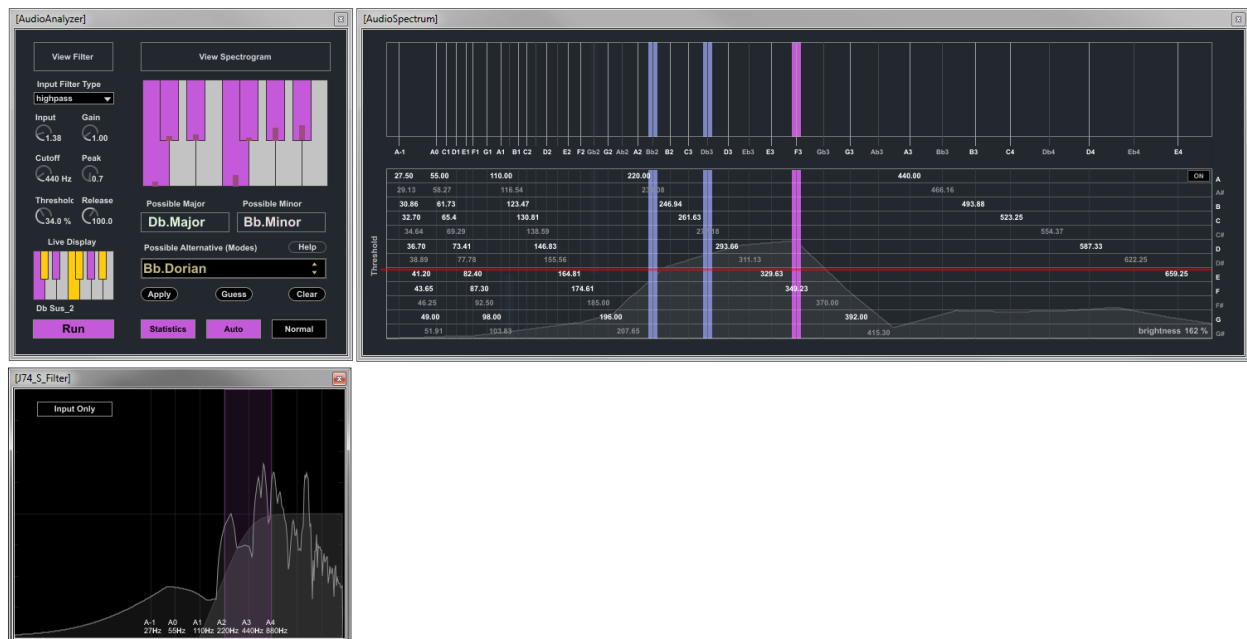 [AudioAnalyzer]
View Filter
View Spectrogram
Input Filter Type
highpass
Input Gain
1.38 1.00
Cutoff Peak
440 Hz 0.7
Threshold Release
34.0 % 100.0
Live Display
Db Sus_2
Run
Possible Major Possible Minor
Db.Major Bb.Minor
Possible Alternative (Modes) Help
Bb.Dorian
Apply Guess Clear
Statistics Auto Normal
[AudioSpectrum]
A-1 A0 C1 D1 E1 F1 G1 A1 B1 C2 D2 E2 F2 Gb2 G2 Ab2 A2 Bb2 B2 C3 Db3 D3 Eb3 E3 F3 Gb3 G3 Ab3 A3 Bb3 B3 C4 Db4 D4 Eb4 E4
27.50 55.00 110.00 220.00 440.00 ON A
29.13 58.27 116.54 466.16 A#
30.86 61.73 123.47 246.94 493.88 B
32.70 65.4 130.81 261.63 523.25 C
34.64 69.29 138.59 554.37 C#
36.70 73.41 146.83 293.66 587.33 D
38.89 77.78 155.56 311.13 622.25 D#
41.20 82.40 164.81 329.63 659.25 E
43.65 87.30 174.61 349.23 F
46.25 92.50 185.00 370.00 F#
49.00 98.00 196.00 392.00 G
51.91 103.83 207.65 415.30 brightness 162 % G#
Threshold
[J74_S_Filter]
Input Only
A-1 A0 A1 A2 A3 A4
27Hz 55Hz 110Hz 220Hz 440Hz 880Hz